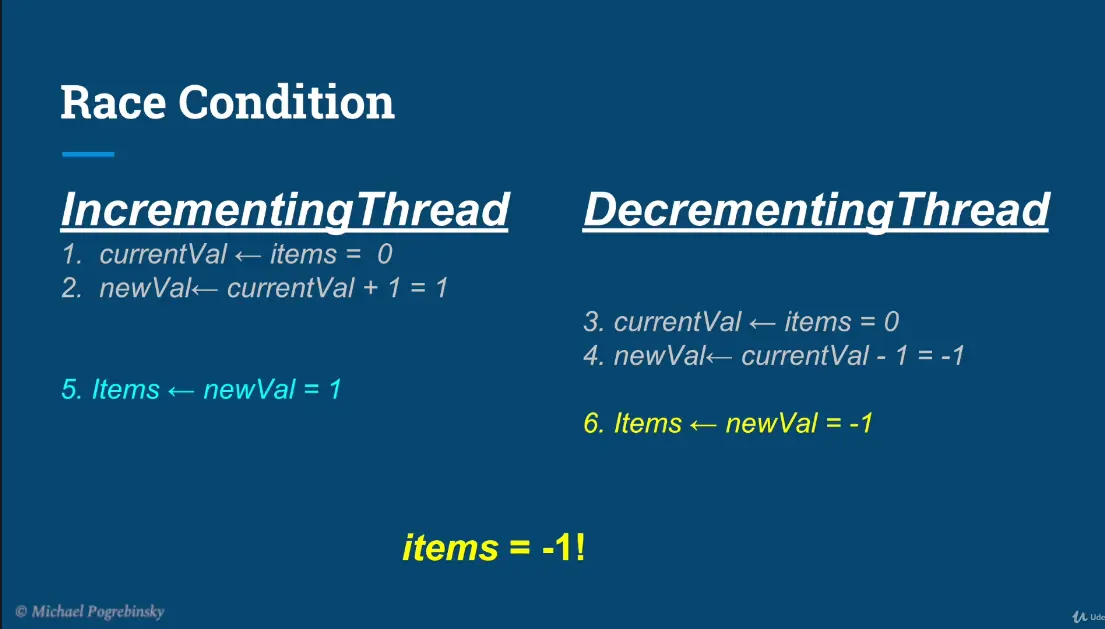 Race Condition
IncrementingThread
1. currentVal ← items = 0
2. newVal← currentVal + 1 = 1
5. Items ← newVal = 1
DecrementingThread
3. currentVal ← items = 0
4. newVal← currentVal - 1 = -1
6. Items ← newVal = -1
items = -1!
© Michael Pogrebinsky
Ude